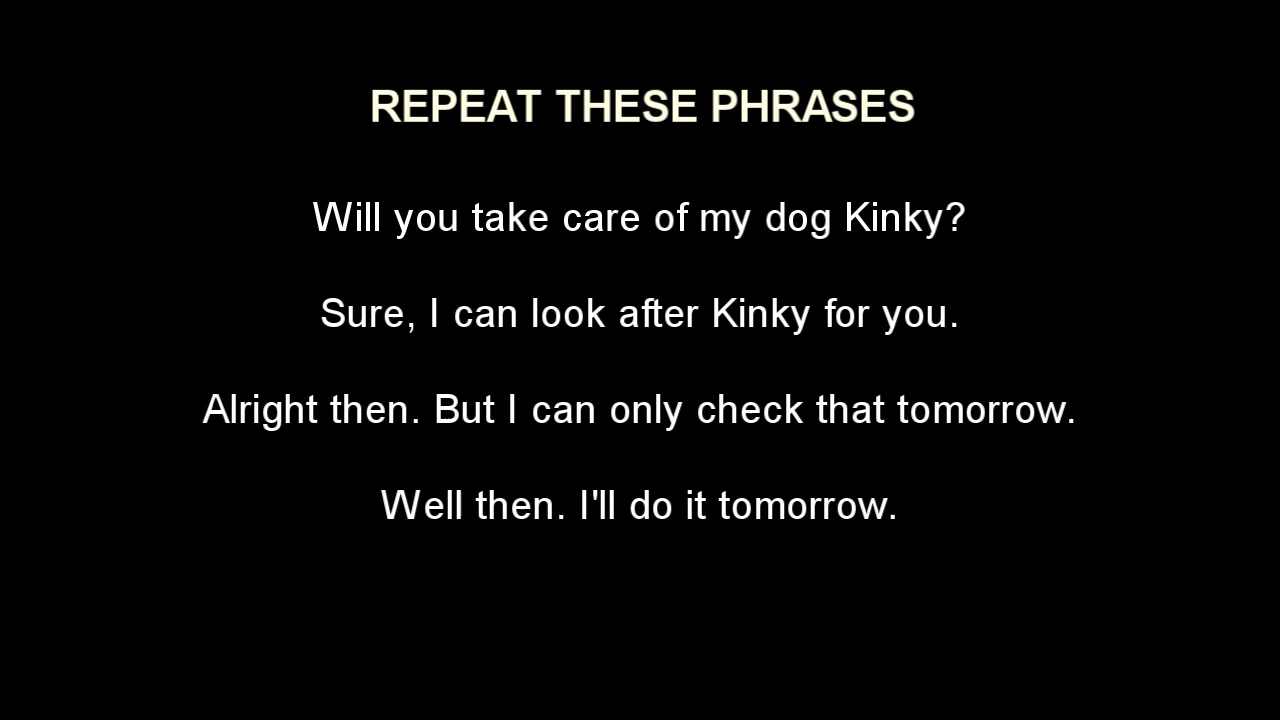 REPEAT THESE PHRASES
Will you take care of my dog Kinky?
Sure, I can look after Kinky for you.
Alright then. But I can only check that tomorrow.
Well then. I'll do it tomorrow.